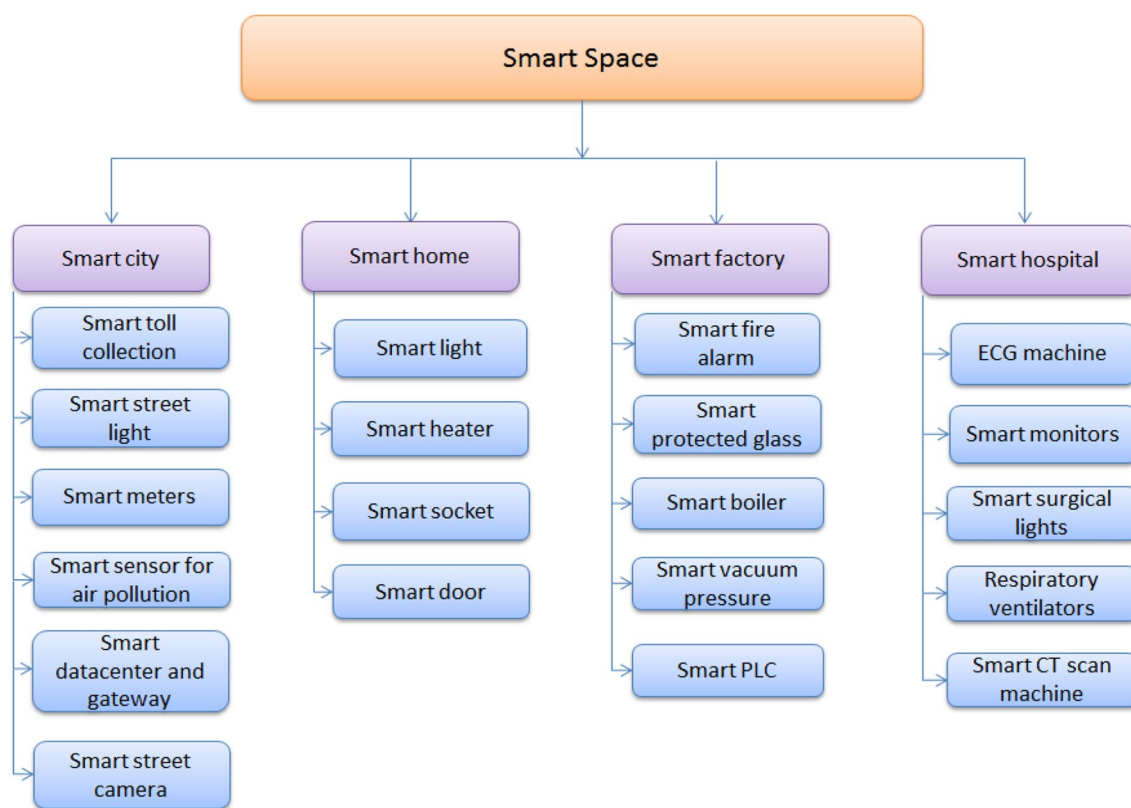 Smart Space
Smart city
Smart toll
collection
Smart street
light
Smart meters
Smart sensor for
air pollution
Smart
datacenter and
gateway
Smart street
camera
Smart home
Smart light
Smart heater
Smart socket
Smart door
Smart factory
Smart fire
alarm
Smart
protected glass
Smart boiler
Smart vacuum
pressure
Smart PLC
Smart hospital
ECG machine
Smart monitors
Smart surgical
lights
Respiratory
ventilators
Smart CT scan
machine